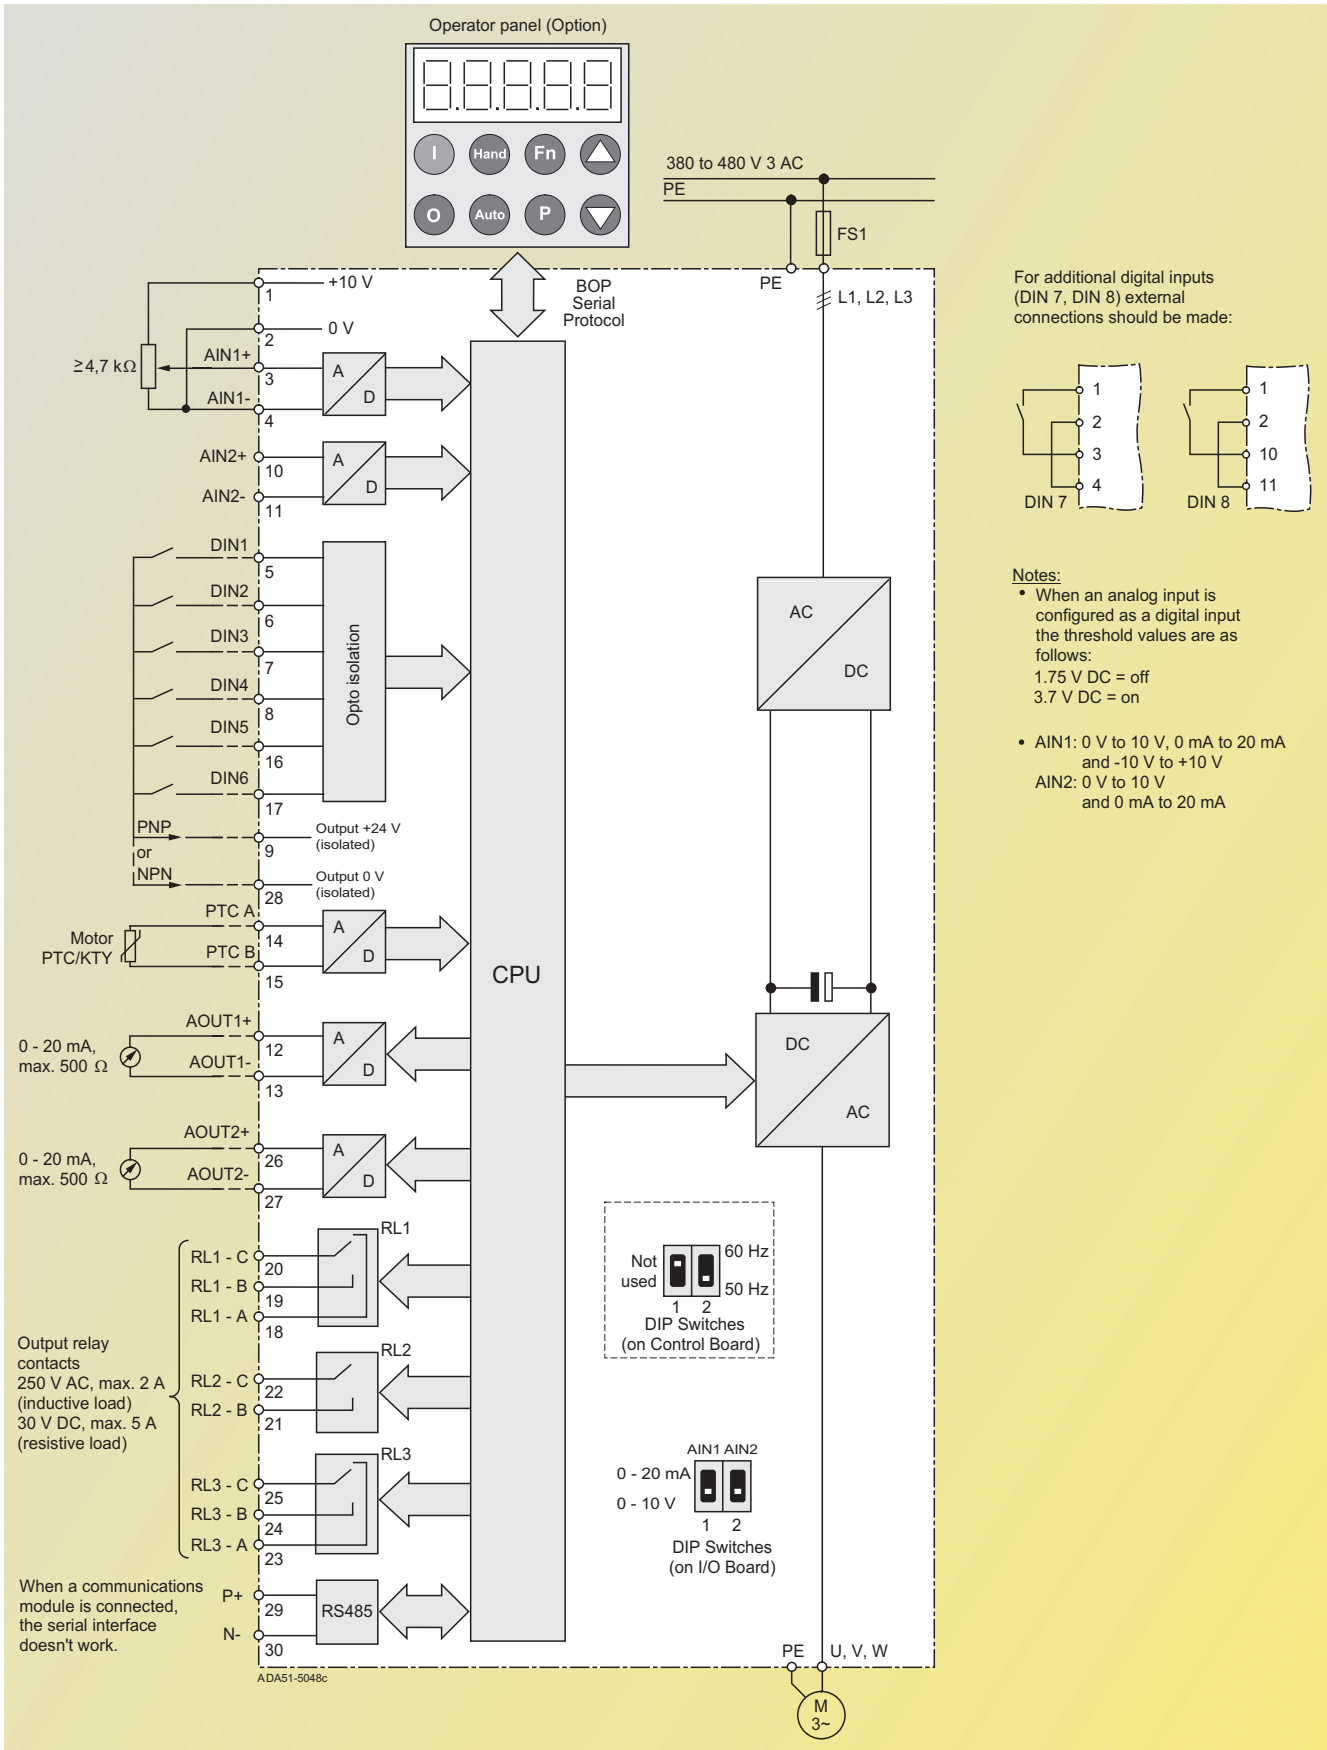 Operator panel (Option)
I
Hand
Fn
O
Auto
P
380 to 480 V 3 AC
PE
FS1
PE
L1, L2, L3
BOP
Serial
Protocol
+10 V
1
0 V
2
≥4,7 kΩ
AIN1+
3
AIN1-
4
A
D
AIN2+
10
AIN2-
11
A
D
DIN1
5
DIN2
6
DIN3
7
DIN4
8
DIN5
16
DIN6
17
Opto isolation
PNP
or
NPN
9
Output +24 V
(isolated)
28
Output 0 V
(isolated)
Motor
PTC/KTY
PTC A
14
PTC B
15
A
D
CPU
0 - 20 mA,
max. 500 Ω
AOUT1+
12
AOUT1-
13
A
D
0 - 20 mA,
max. 500 Ω
AOUT2+
26
AOUT2-
27
A
D
Output relay
contacts
250 V AC, max. 2 A
(inductive load)
30 V DC, max. 5 A
(resistive load)
RL1
RL1 - C
20
RL1 - B
19
RL1 - A
18
RL2
RL2 - C
22
RL2 - B
21
RL3
RL3 - C
25
RL3 - B
24
RL3 - A
23
When a communications
module is connected,
the serial interface
doesn't work.
P+
29
N-
30
RS485
ADA51-5048c
AC
DC
DC
AC
Not
used
60 Hz
50 Hz
1 2
DIP Switches
(on Control Board)
AIN1 AIN2
0 - 20 mA
0 - 10 V
1 2
DIP Switches
(on I/O Board)
PE
U, V, W
M
3~
For additional digital inputs
(DIN 7, DIN 8) external
connections should be made:
1
2
3
4
DIN 7
1
2
10
11
DIN 8
Notes:
• When an analog input is
configured as a digital input
the threshold values are as
follows:
1.75 V DC = off
3.7 V DC = on
• AIN1: 0 V to 10 V, 0 mA to 20 mA
and -10 V to +10 V
AIN2: 0 V to 10 V
and 0 mA to 20 mA